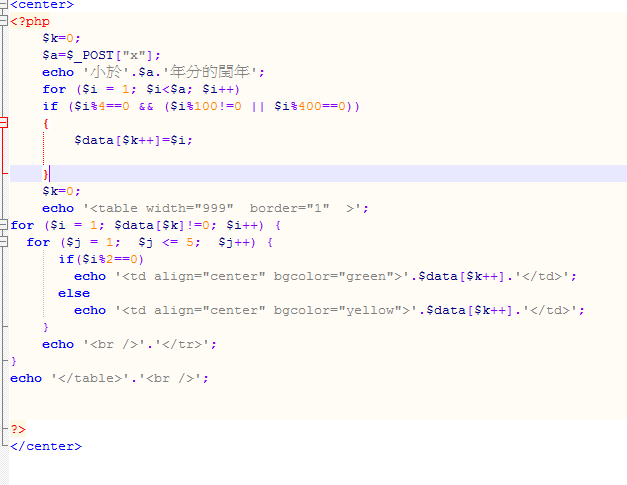 <center>
<?php
$k=0;
$a=$_POST["x"];
echo '小於'.$a.'年分的閏年';
for ($i = 1; $i<$a; $i++)
if ($i%4==0 && ($i%100!=0 || $i%400==0))
{
$data[$k++]=$i;
}
$k=0;
echo '<table width="999"  border="1"  >';
for ($i = 1; $data[$k]!=0; $i++) {
for ($j = 1;  $j <= 5;  $j++) {
if($i%2==0)
echo '<td align="center" bgcolor="green">'.$data[$k++].'</td>';
else
echo '<td align="center" bgcolor="yellow">'.$data[$k++].'</td>';
}
echo '<br />'.'</tr>';
}
echo '</table>'.'<br />';
?>
</center>